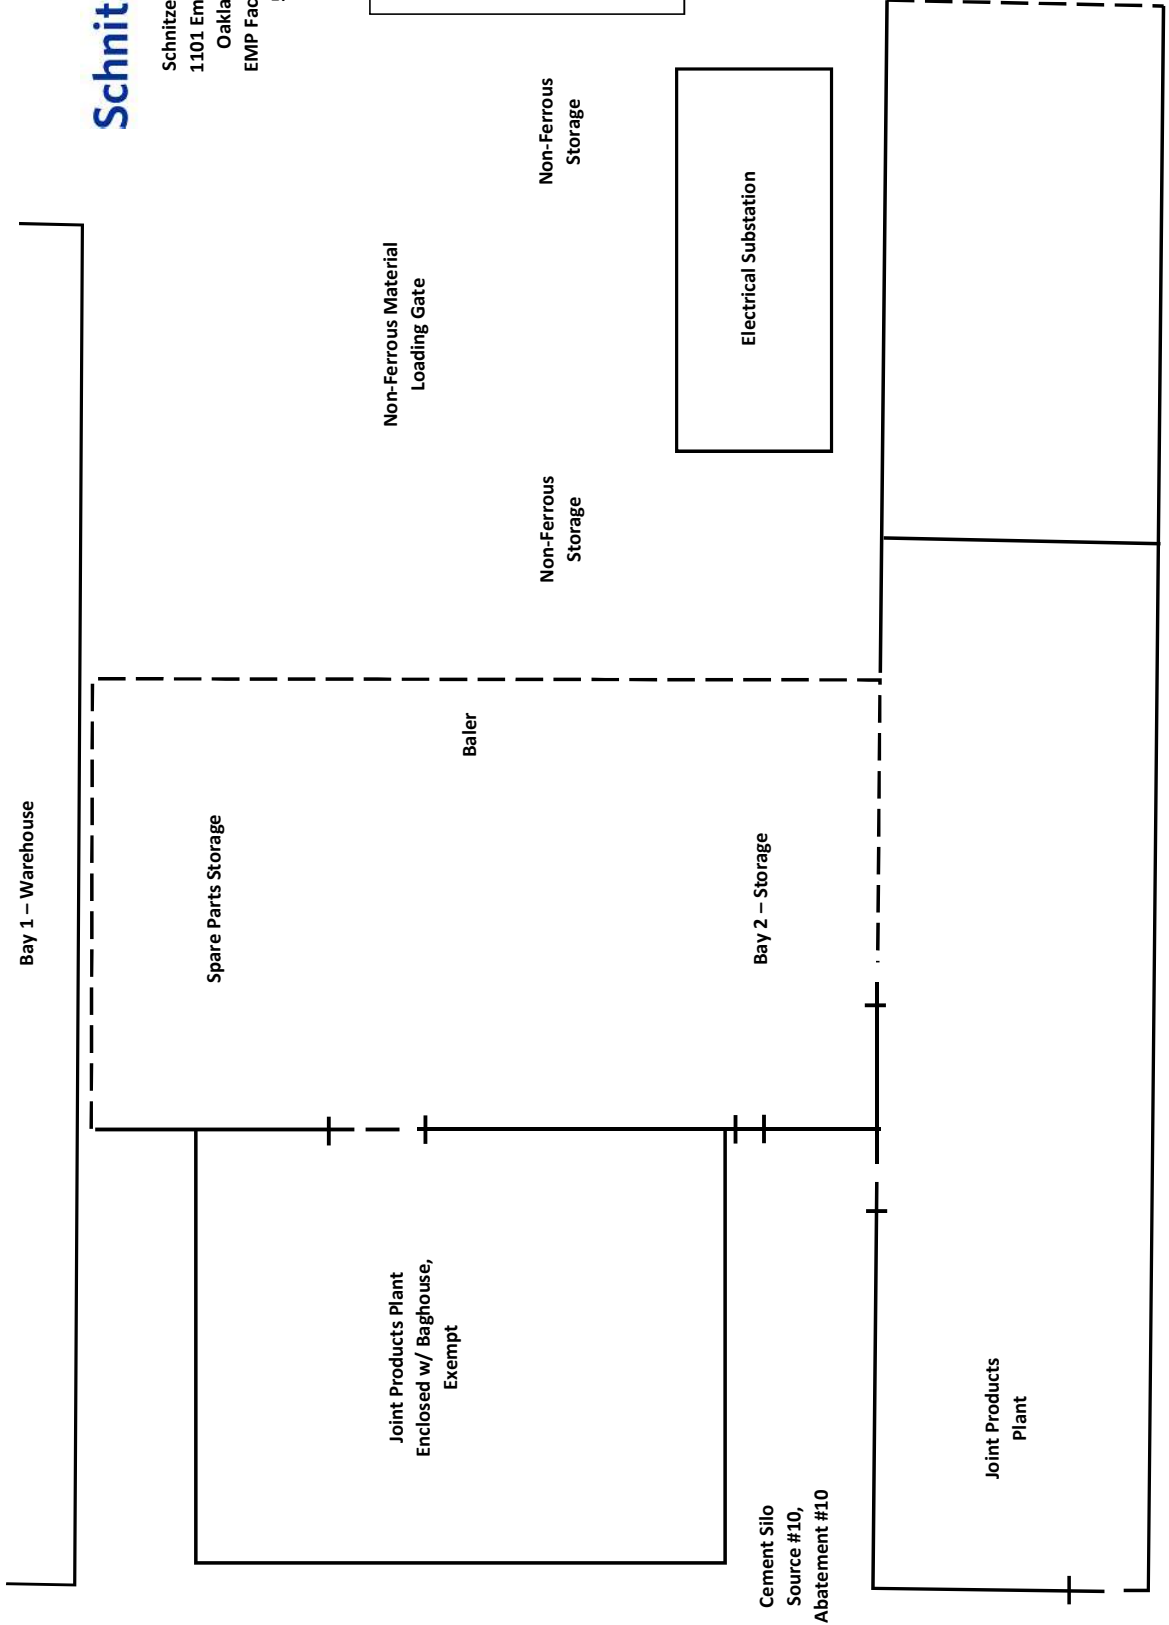 Schnit
Schnitze
1101 Em
Oakla
EMP Fac
Bay 1 – Warehouse
Spare Parts Storage
Baler
Bay 2 – Storage
Non-Ferrous Material
Loading Gate
Non-Ferrous
Storage
Non-Ferrous
Storage
Electrical Substation
Joint Products Plant
Enclosed w/ Baghouse,
Exempt
Cement Silo
Source #10,
Abatement #10
Joint Products
Plant